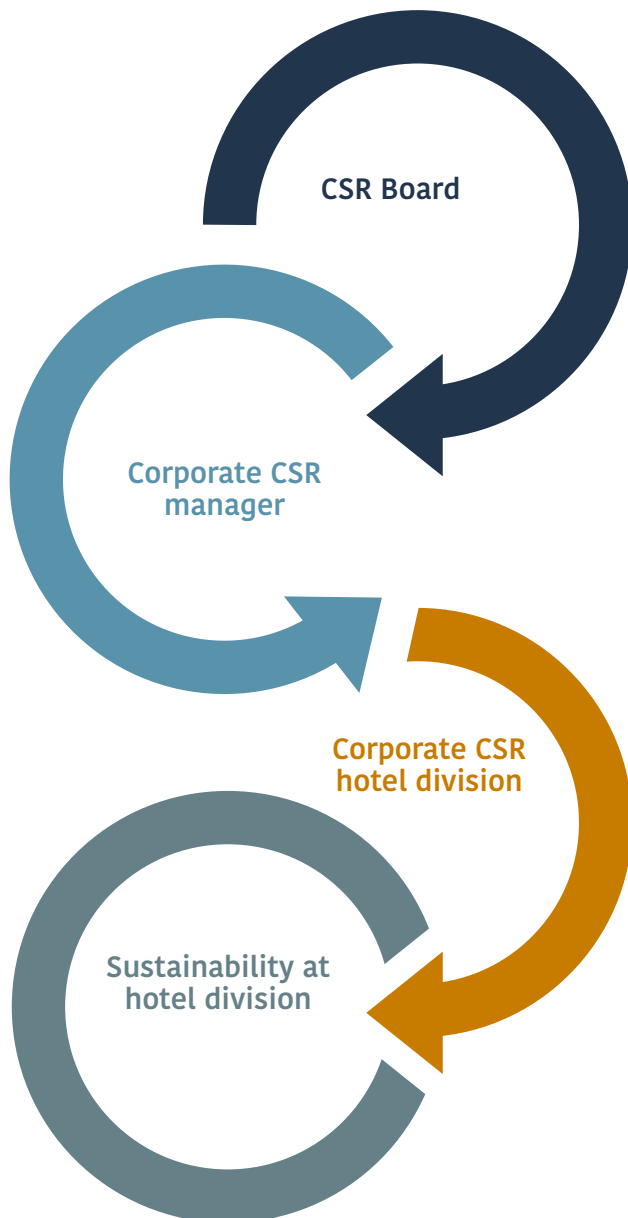 CSR Board
Corporate CSR
manager
Corporate CSR
hotel division
Sustainability at
hotel division